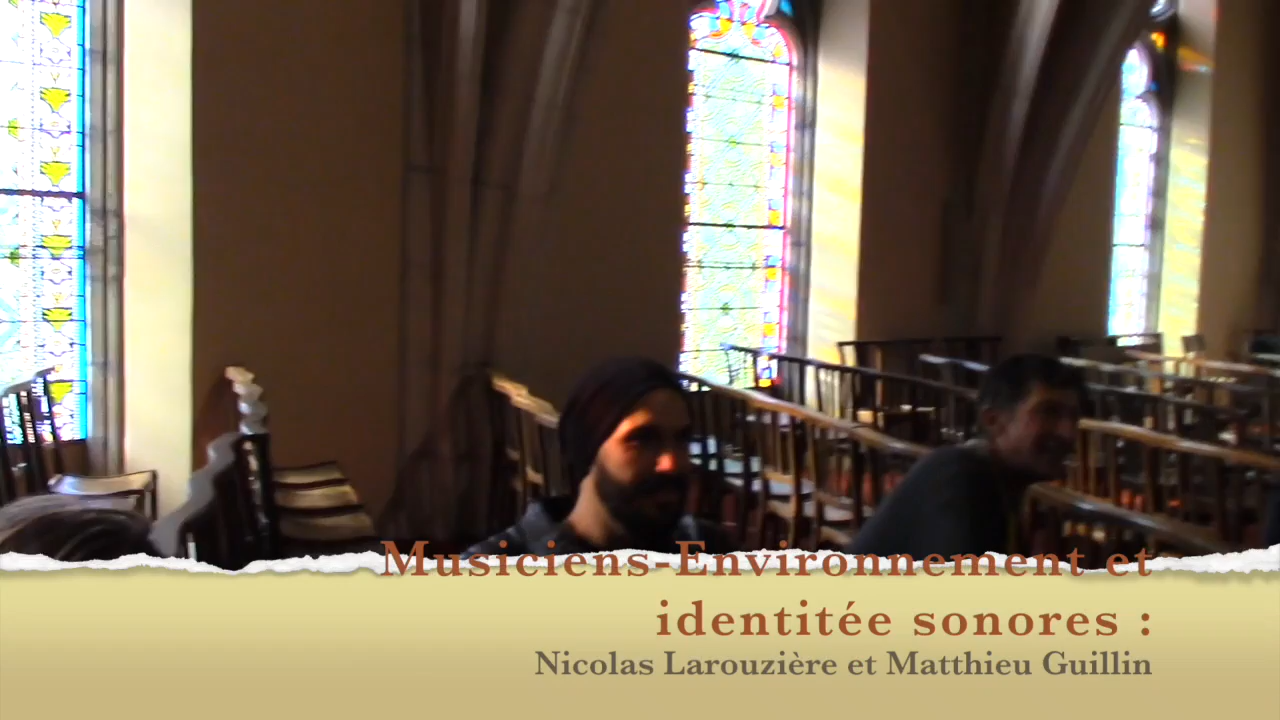 Musiciens-Environnement et
identitée sonores :
Nicolas Larouzière et Matthieu Guillin